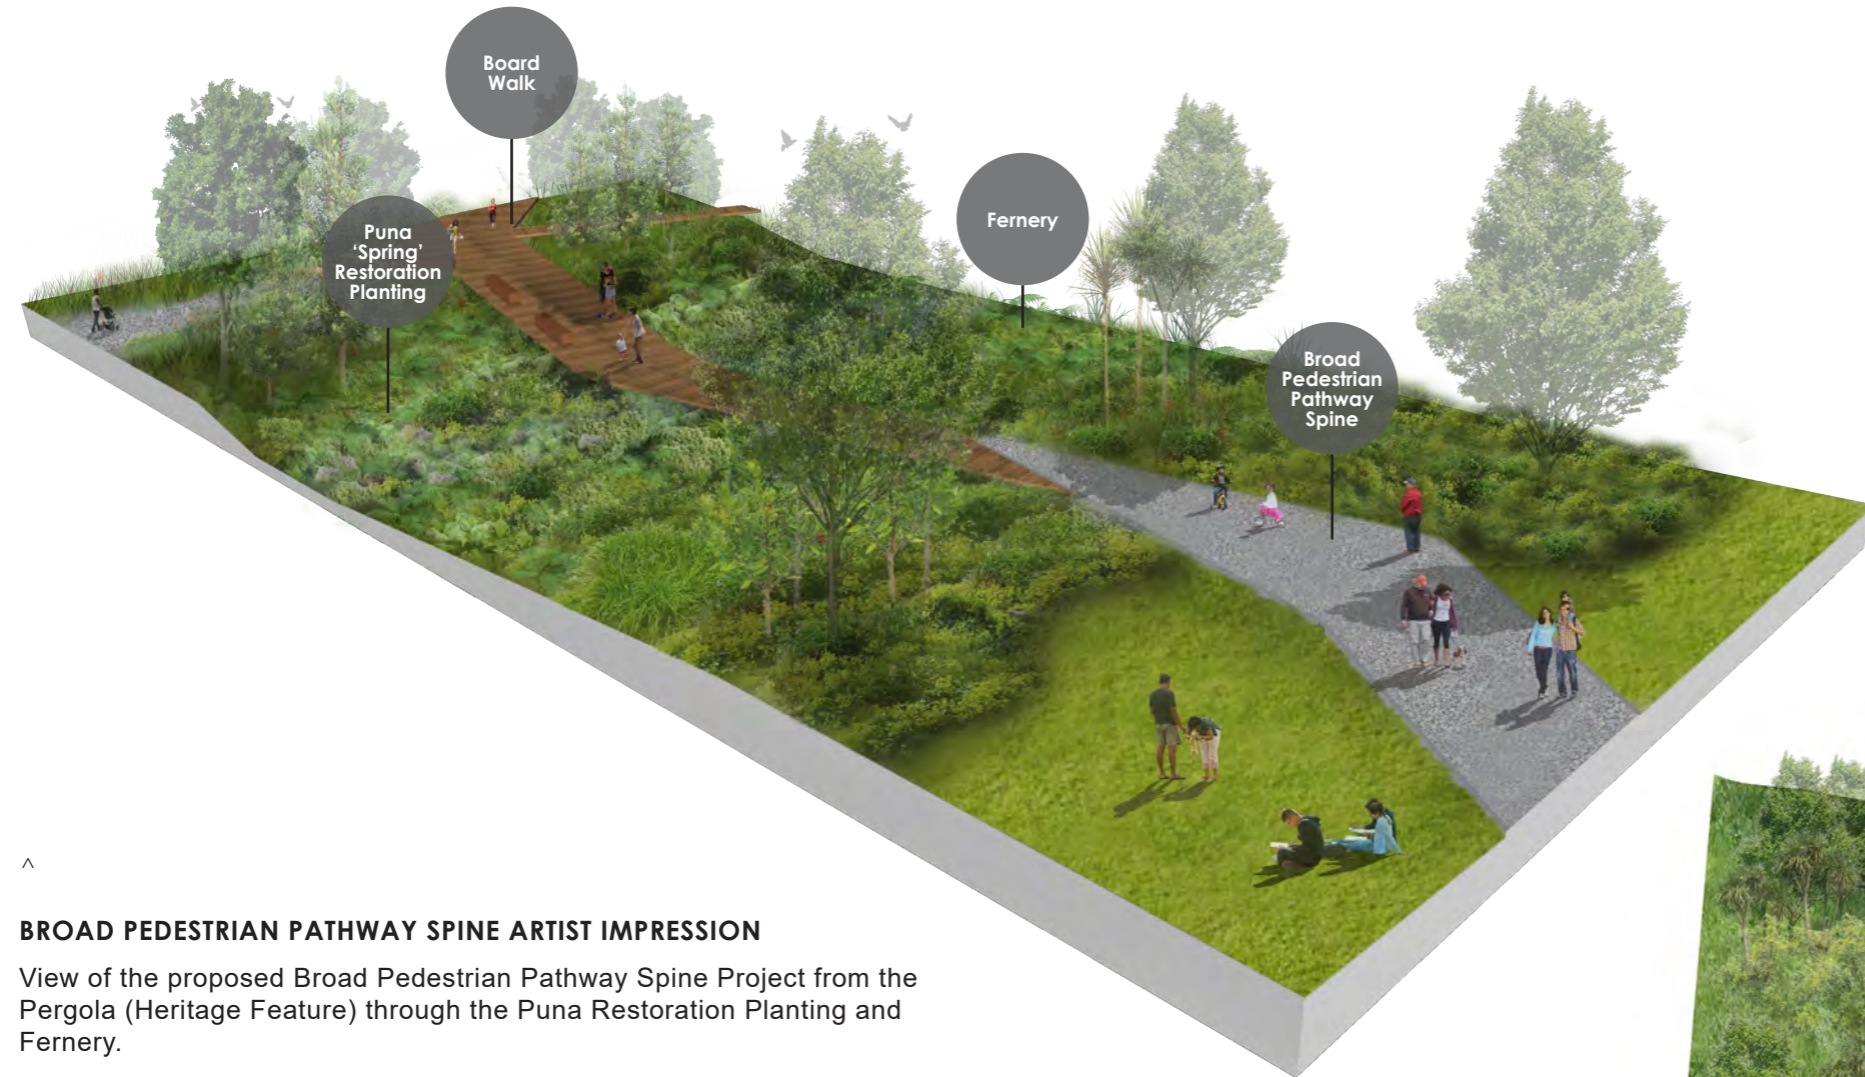 Board
Walk
Puna
‘Spring’
Restoration
Planting
Fernery
Broad
Pedestrian
Pathway
Spine
^
BROAD PEDESTRIAN PATHWAY SPINE ARTIST IMPRESSION
View of the proposed Broad Pedestrian Pathway Spine Project from the
Pergola (Heritage Feature) through the Puna Restoration Planting and
Fernery.